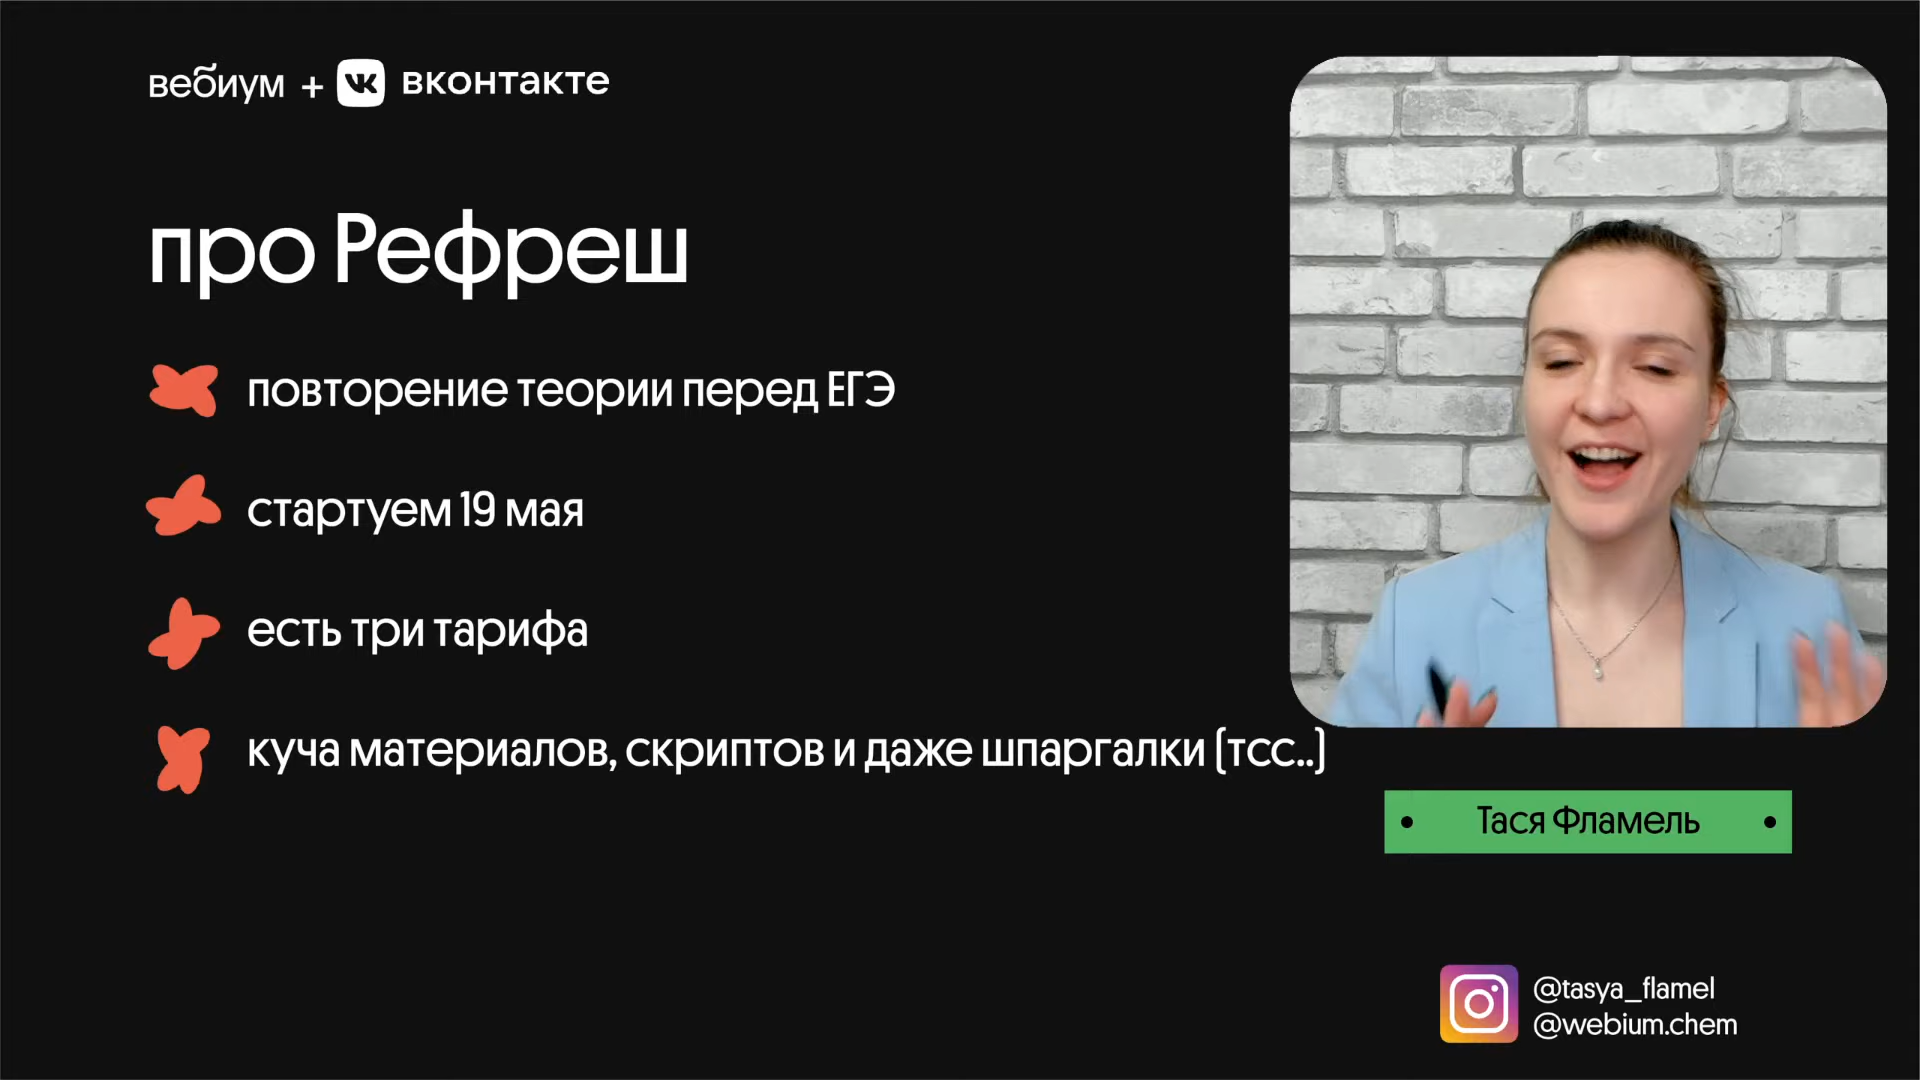 вебиум + вконтакте
про Рефреш
повторение теории перед ЕГЭ
стартуем 19 мая
есть три тарифа
куча материалов, скриптов и даже шпаргалки (тсс..)
• Тася Фламель •
@tasya_flamel
@webium.chem